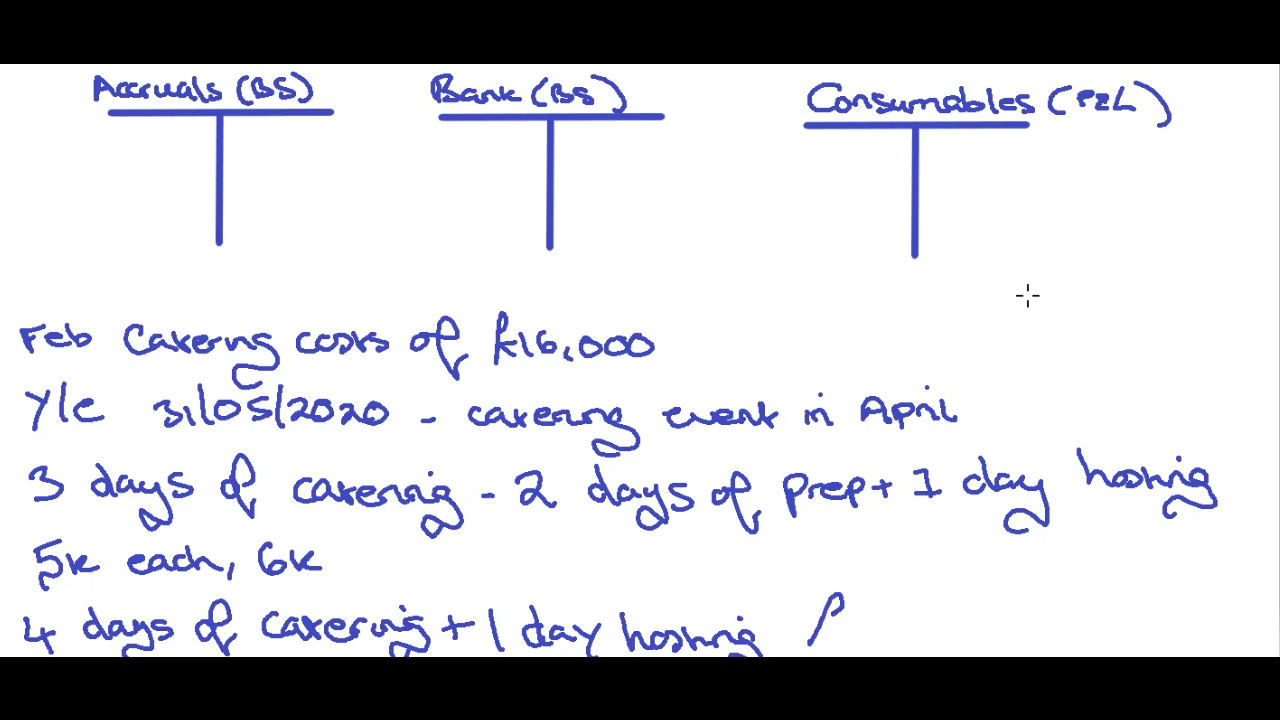 Accruals (BS) Bank (BS) Consumables (P&L)
Feb Catering costs of £16,000
Y/E 31/05/2020 - catering event in April
3 days of catering - 2 days of prep + 1 day hosting
5k each, 6k
4 days of catering + 1 day hosting